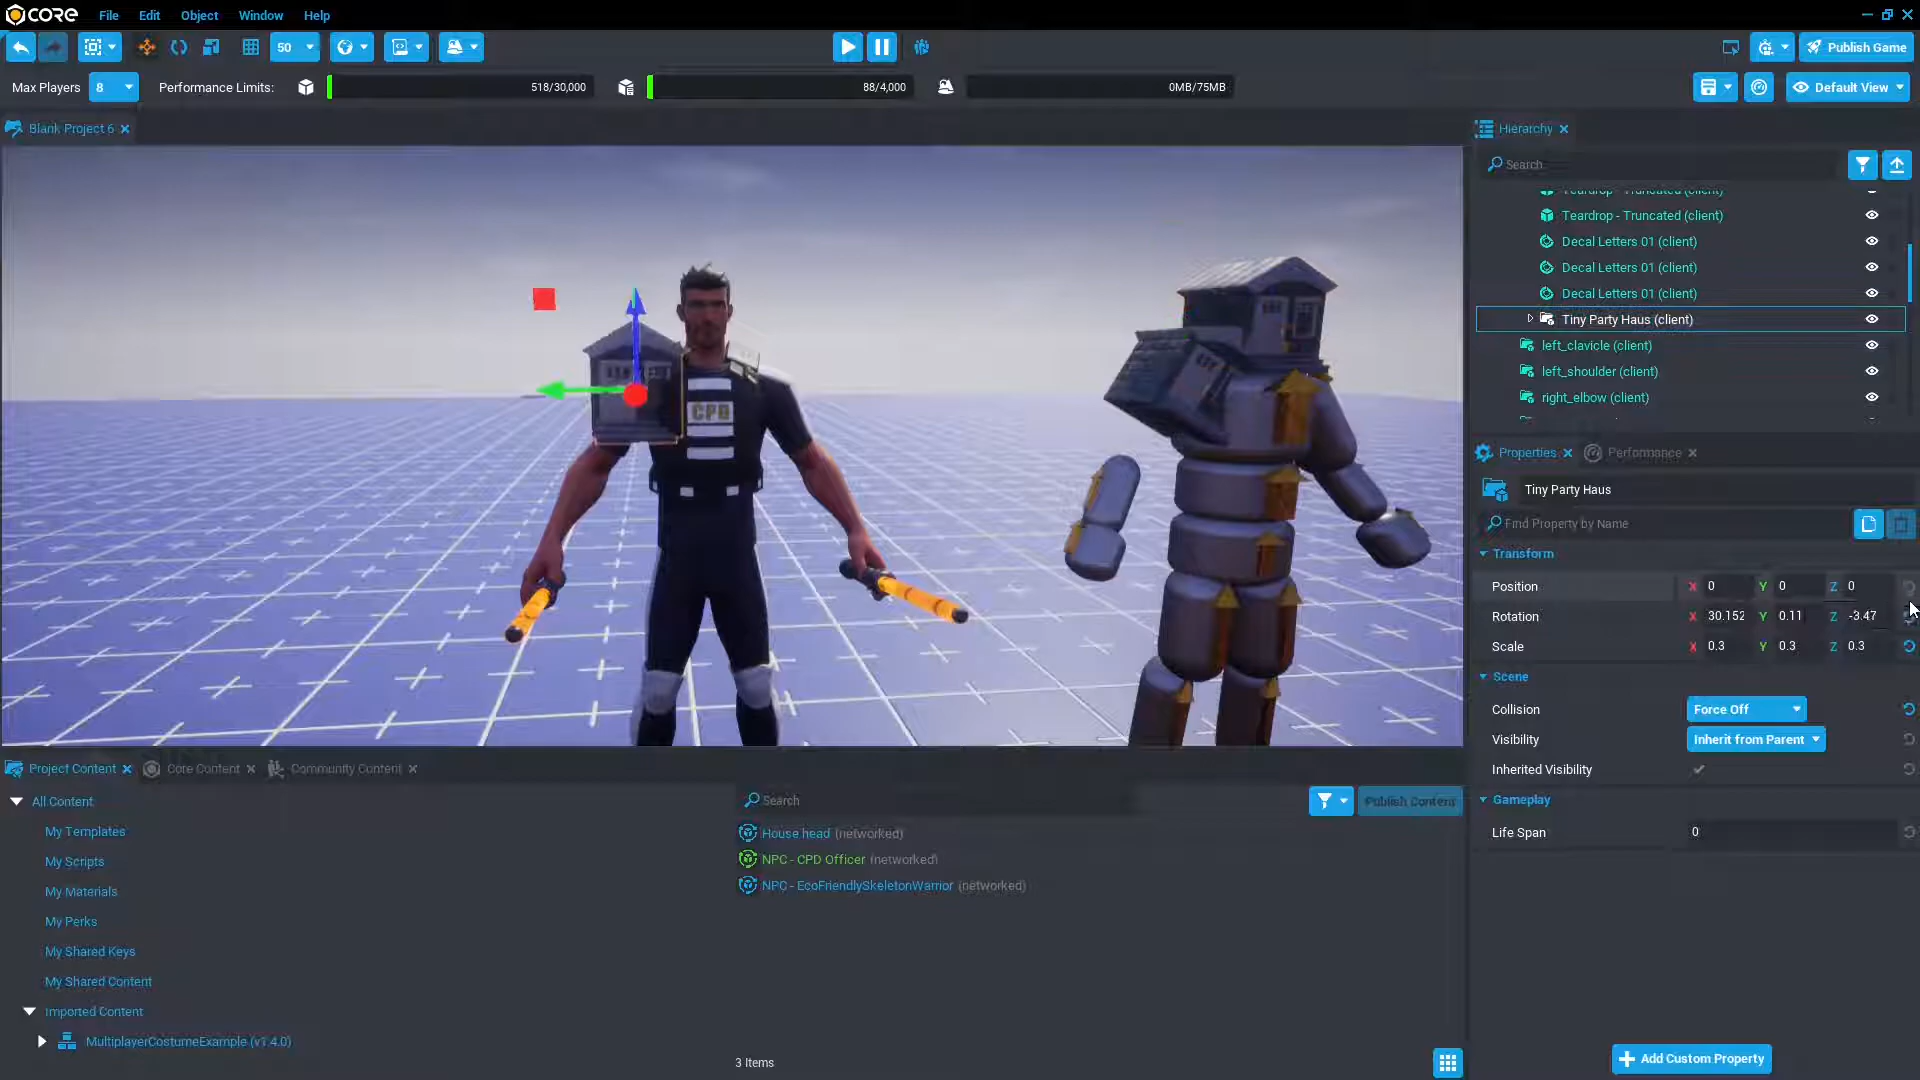 CORE File Edit Object Window Help
50 Publish Game
Max Players 8 Performance Limits: 518/30,000 88/4,000 0MB/75MB Default View
Blank Project 6 Hierarchy
Search
Teardrop - Truncated (client)
Teardrop - Truncated (client)
Decal Letters 01 (client)
Decal Letters 01 (client)
Decal Letters 01 (client)
Tiny Party Haus (client)
left_clavicle (client)
left_shoulder (client)
right_elbow (client)
CPD
Properties Performance
Tiny Party Haus
Find Property by Name
Transform
Position X 0 Y 0 Z 0
Rotation X 30.152 Y 0.11 Z -3.47
Scale X 0.3 Y 0.3 Z 0.3
Scene
Collision Force Off
Visibility Inherit from Parent
Inherited Visibility
Gameplay
Life Span 0
Add Custom Property
Project Content Core Content Community Content
All Content
My Templates
My Scripts
My Materials
My Perks
My Shared Keys
My Shared Content
Imported Content
MultiplayerCostumeExample (v1.4.0)
Search Publish Content
House head (networked)
NPC - CPD Officer (networked)
NPC - EcoFriendlySkeletonWarrior (networked)
3 Items